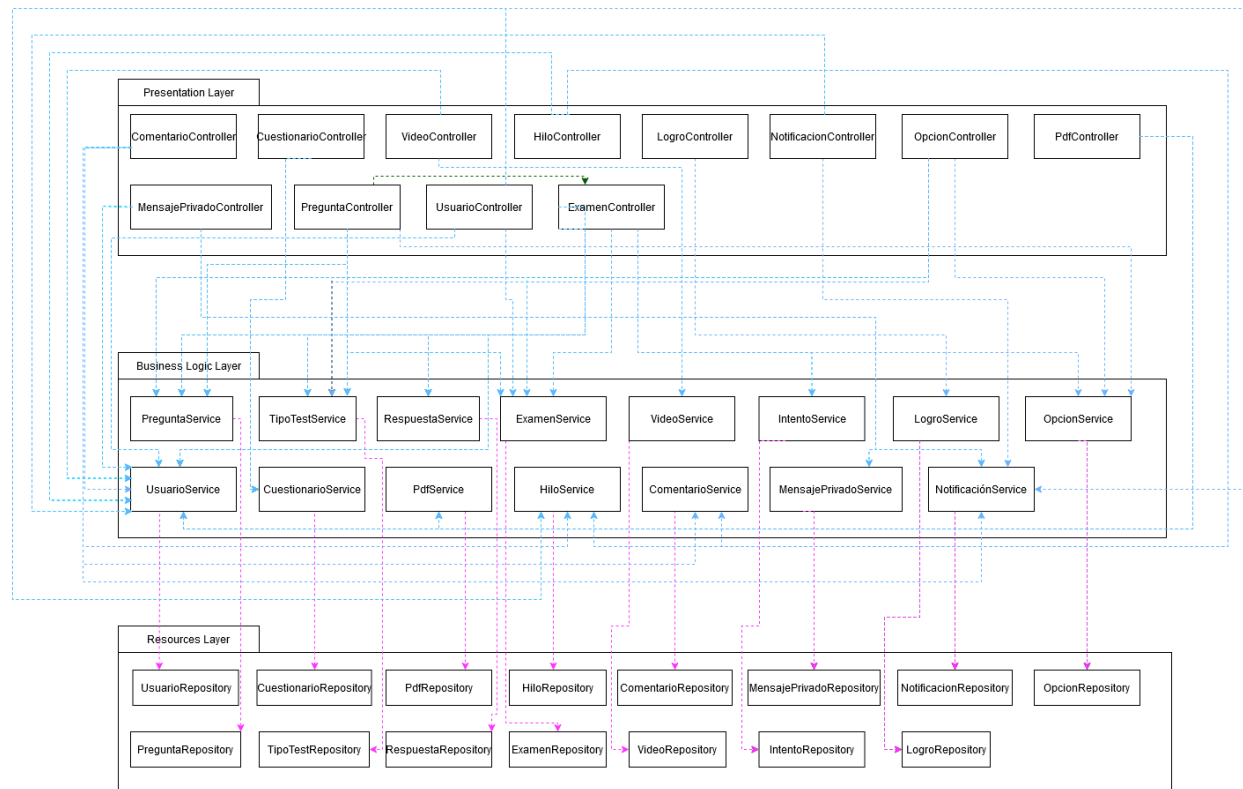 Presentation Layer
ComentarioController
CuestionarioController
VideoController
HiloController
LogroController
NotificacionController
OpcionController
PdfController
MensajePrivadoController
PreguntaController
UsuarioController
ExamenController
Business Logic Layer
PreguntaService
TipoTestService
RespuestaService
ExamenService
VideoService
IntentoService
LogroService
OpcionService
UsuarioService
CuestionarioService
PdfService
HiloService
ComentarioService
MensajePrivadoService
NotificaciónService
Resources Layer
UsuarioRepository
CuestionarioRepository
PdfRepository
HiloRepository
ComentarioRepository
MensajePrivadoRepository
NotificacionRepository
OpcionRepository
PreguntaRepository
TipoTestRepository
RespuestaRepository
ExamenRepository
VideoRepository
IntentoRepository
LogroRepository